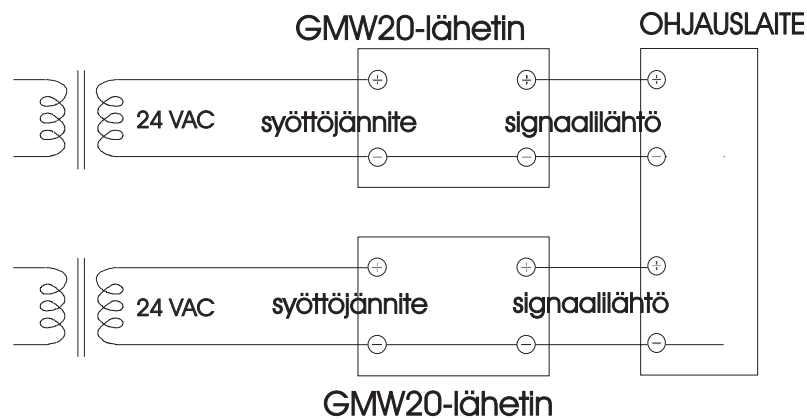 GMW20-lähetin
OHJAUSLAITE
24 VAC
syöttöjännite
signaalilähtö
24 VAC
syöttöjännite
signaalilähtö
GMW20-lähetin